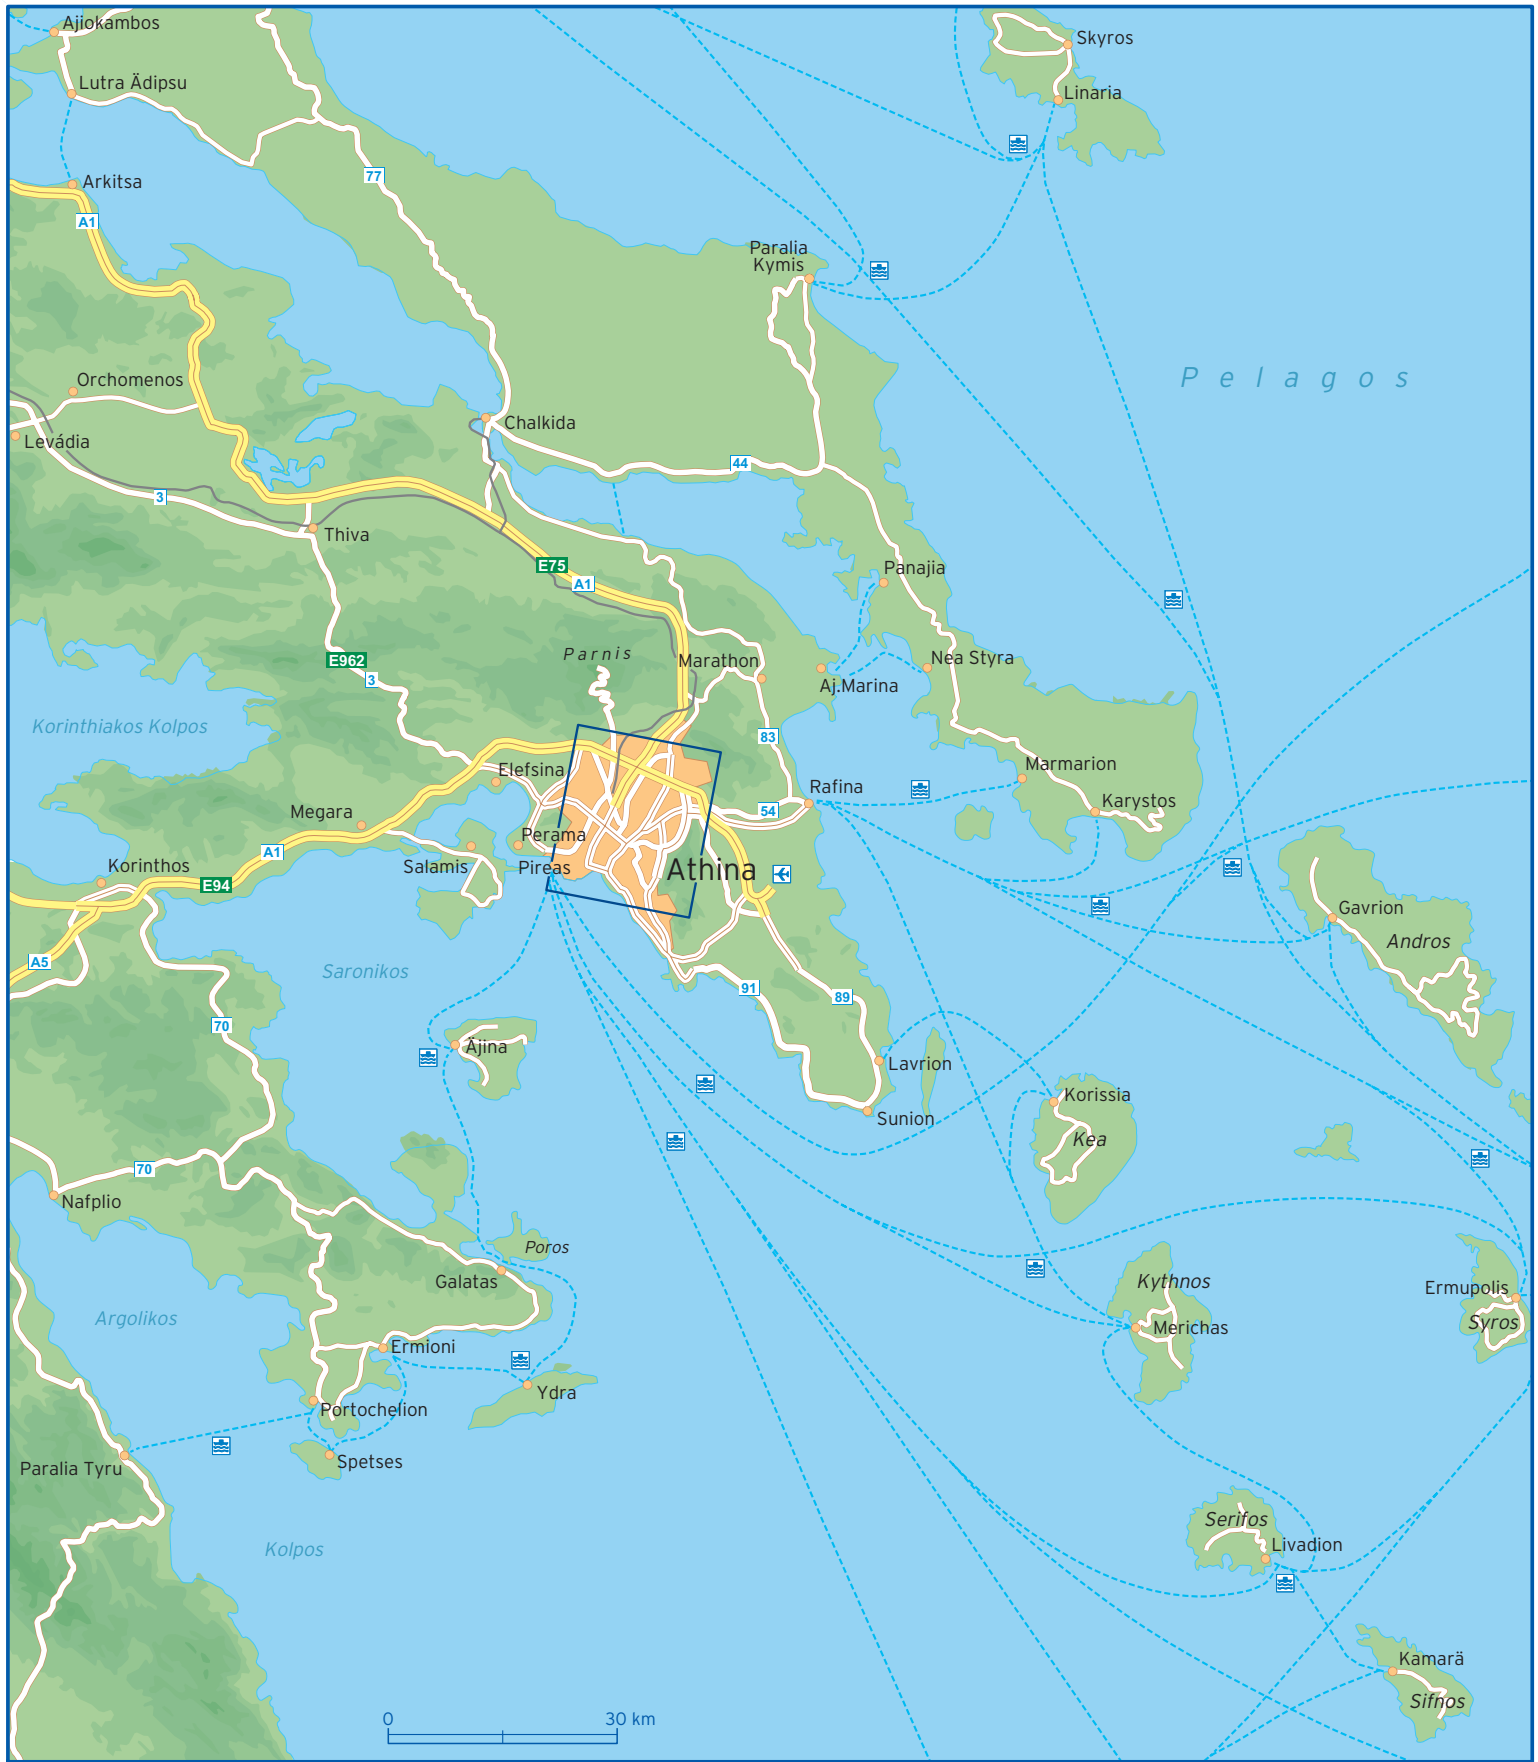 Ajiokambos
Skyros
Lutra Ädipsu
Linaria
77
Arkitsa
A1
Paralia
Kymis
Pelagos
Orchomenos
Chalkida
Levádia
44
3
Thiva
E75
A1
Panajia
E962
Parnis
Marathon
Nea Styra
3
Aj.Marina
Korinthiakos Kolpos
83
Marmarion
Elefsina
Rafina
Karystos
Megara
54
Perama
A1
Korinthos
Salamis
Pireas
Athina
E94
Gavrion
Andros
A5
Saronikos
91
89
70
Äjina
Lavrion
Korissia
Sunion
Kea
70
Nafplio
Poros
Galatas
Kythnos
Ermupolis
Argolikos
Merichas
Syros
Ermioni
Ydra
Portochelion
Spetses
Paralia Tyru
Serifos
Livadion
Kolpos
Kamarä
Sifnos
0 30 km